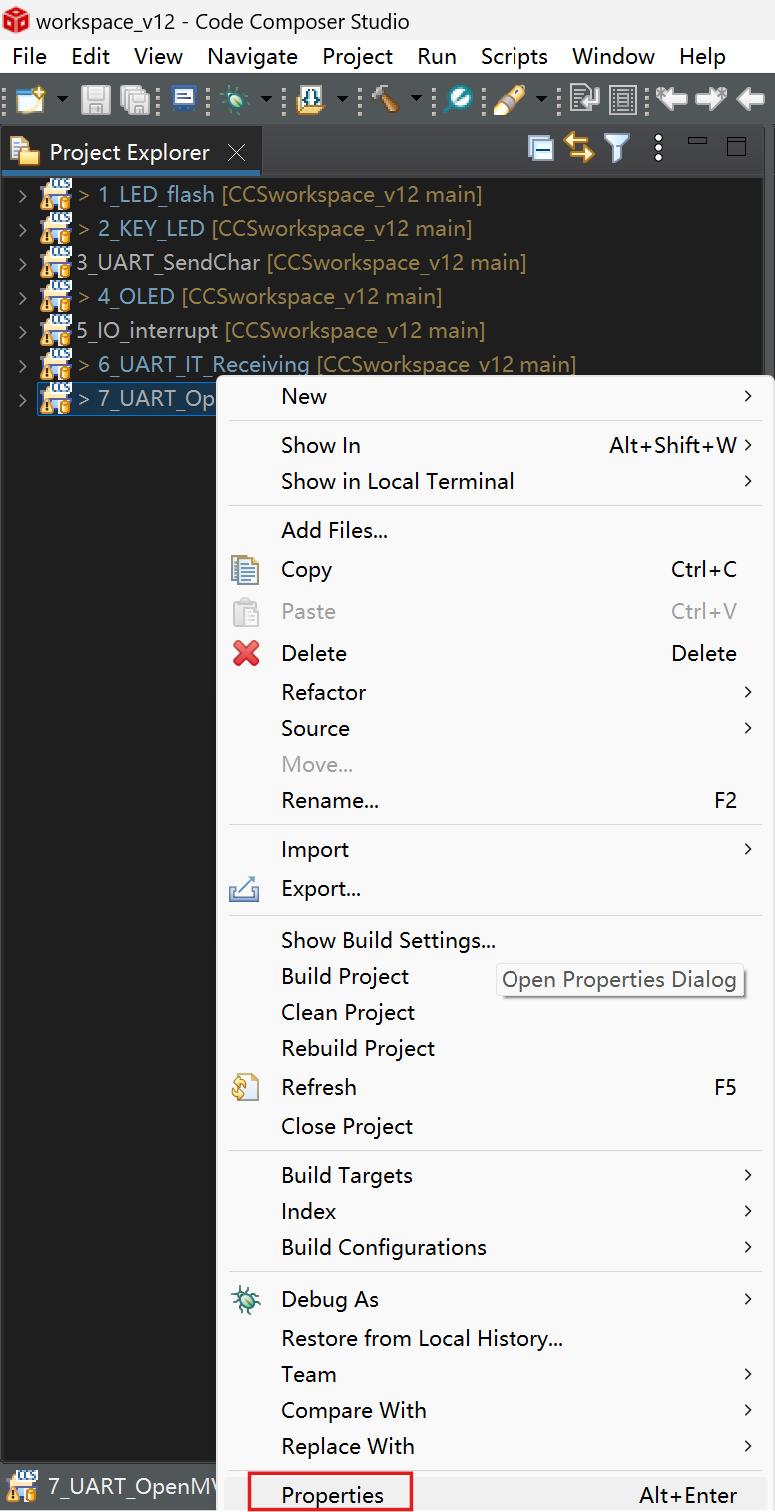 workspace_v12 - Code Composer Studio
File Edit View Navigate Project Run Scripts Window Help
Project Explorer
> 1_LED_flash [CCSworkspace_v12 main]
> 2_KEY_LED [CCSworkspace_v12 main]
3_UART_SendChar [CCSworkspace_v12 main]
> 4_OLED [CCSworkspace_v12 main]
5_IO_interrupt [CCSworkspace_v12 main]
> 6_UART_IT_Receiving [CCSworkspace_v12 main]
> 7_UART_Op
New
Show In Alt+Shift+W
Show in Local Terminal
Add Files...
Copy Ctrl+C
Paste Ctrl+V
Delete Delete
Refactor
Source
Move...
Rename... F2
Import
Export...
Show Build Settings...
Build Project
Open Properties Dialog
Clean Project
Rebuild Project
Refresh F5
Close Project
Build Targets
Index
Build Configurations
Debug As
Restore from Local History...
Team
Compare With
Replace With
7_UART_OpenMV
Properties Alt+Enter